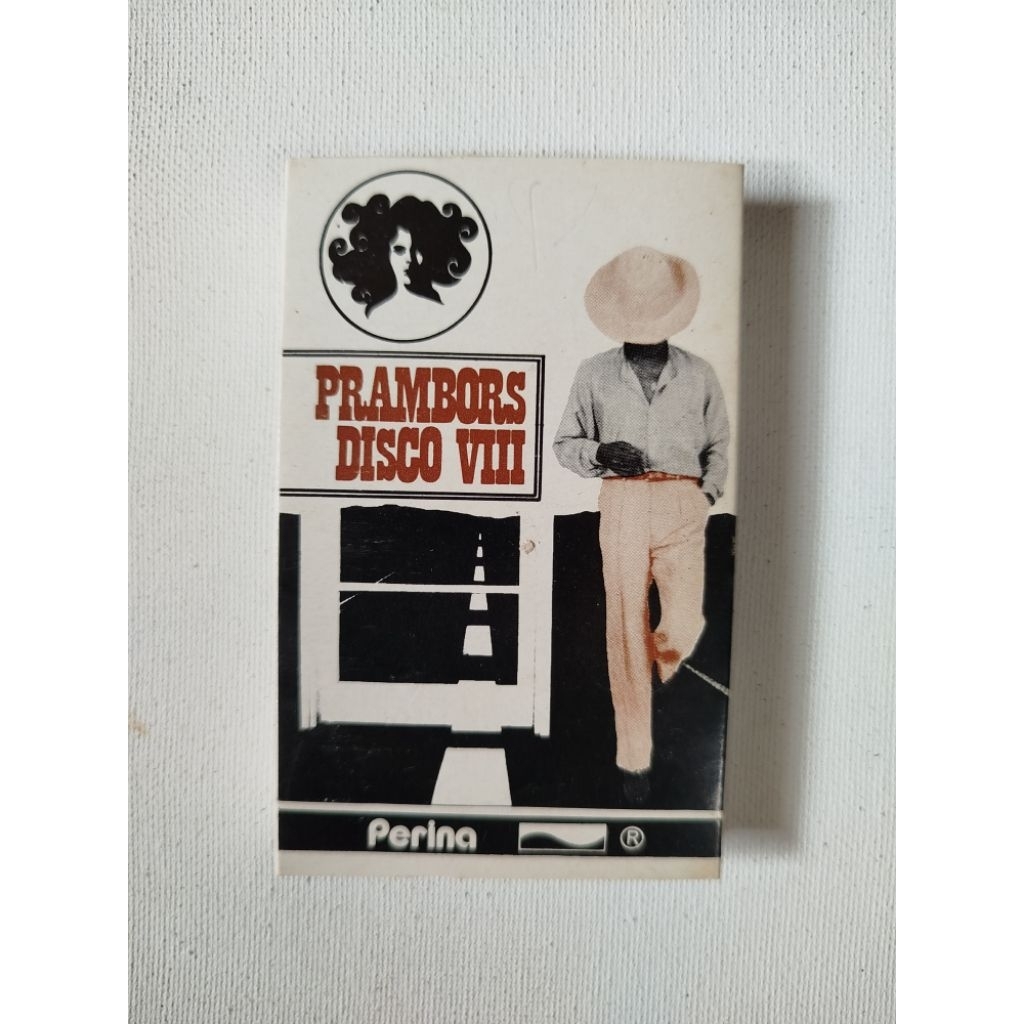 PRAMBORS
DISCO VIII
Perina ®